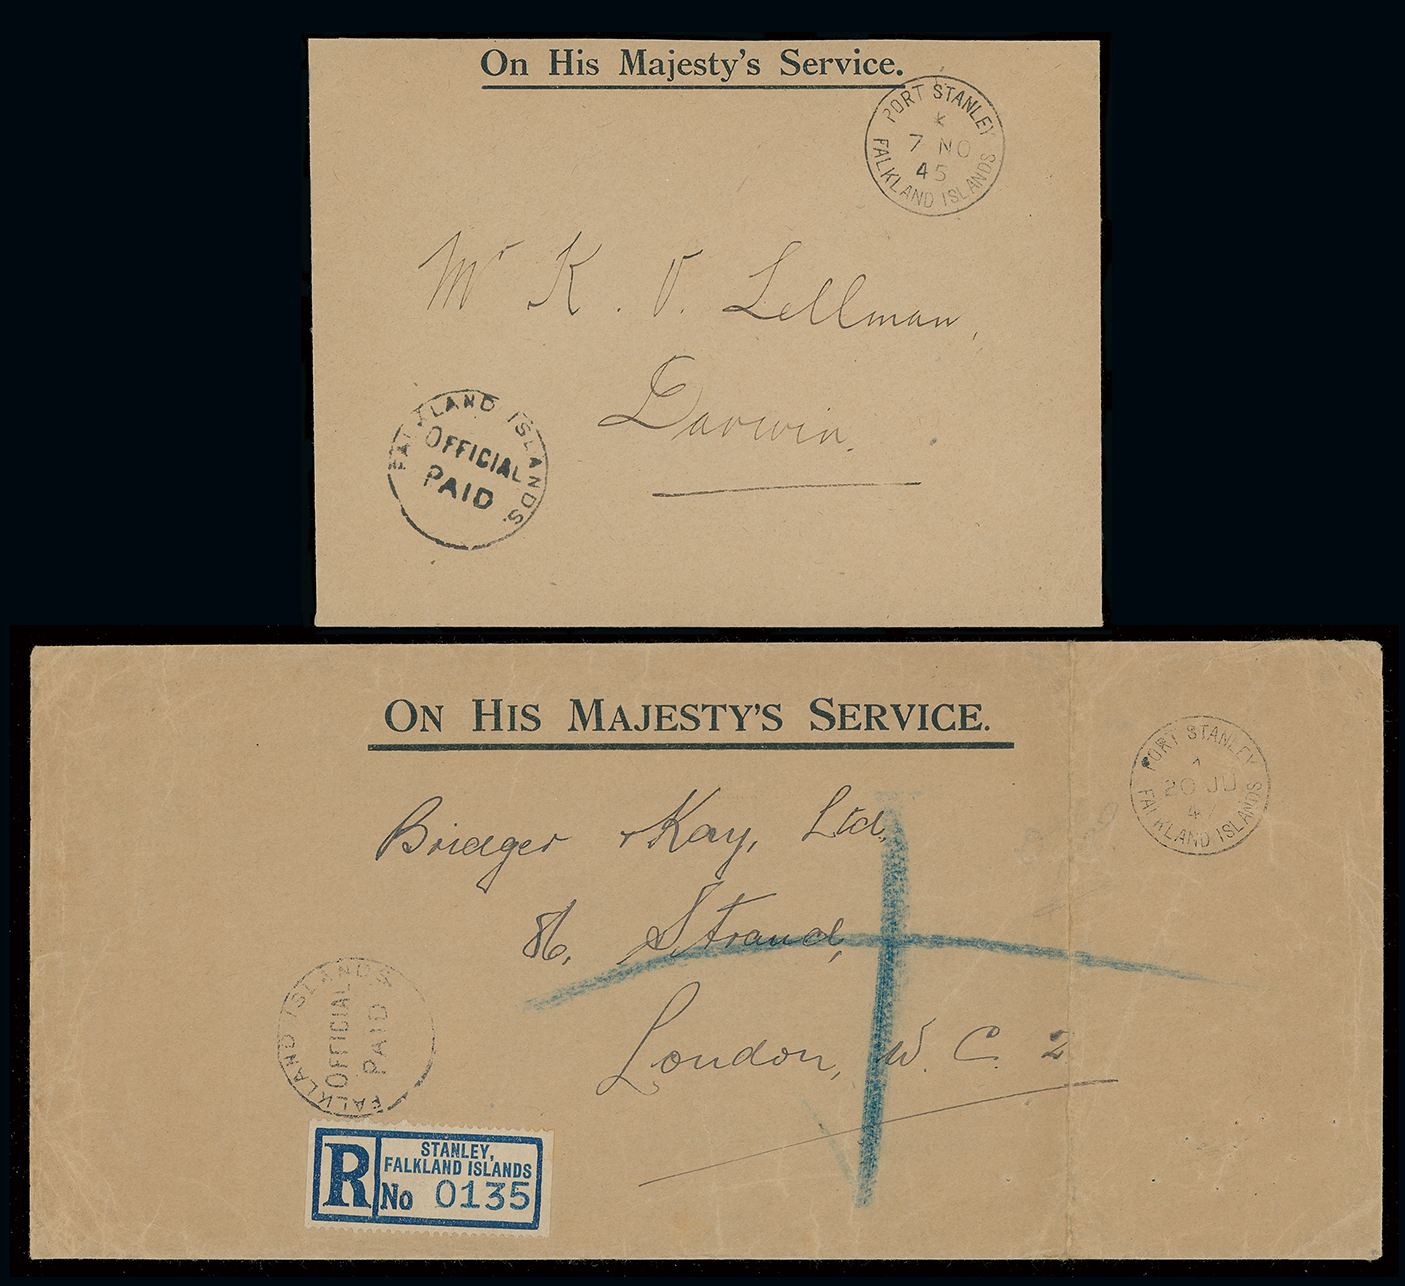 On His Majesty's Service.
PORT STANLEY
7 NO
45
FALKLAND ISLANDS
Mr K. V. Lellman,
Darwin.
FALKLAND ISLANDS
OFFICIAL
PAID
ON HIS MAJESTY'S SERVICE.
PORT STANLEY
20 JU
47
FALKLAND ISLANDS
Bridger & Kay, Ltd.,
86, Strand,
London, W.C. 2
FALKLAND ISLANDS
OFFICIAL
PAID
R
STANLEY,
FALKLAND ISLANDS
No 0135